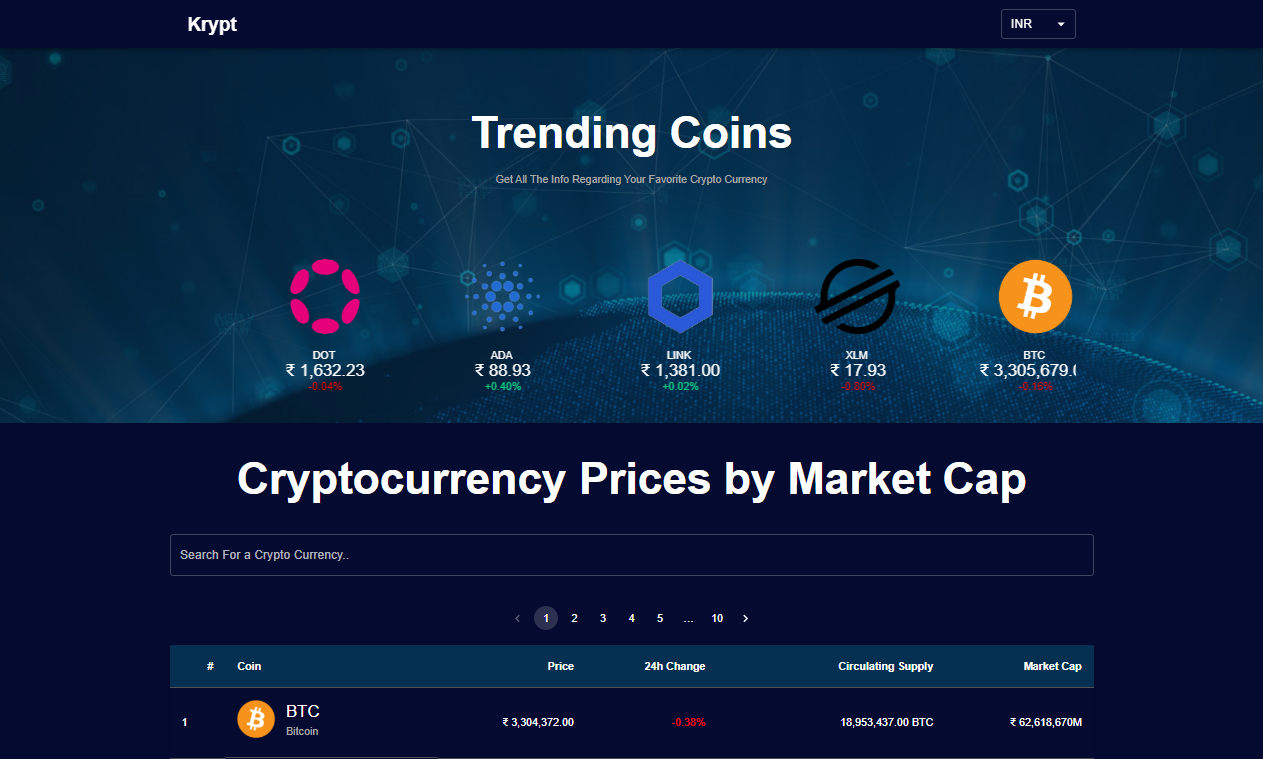 Krypt
INR
Trending Coins
Get All The Info Regarding Your Favorite Crypto Currency
DOT ADA LINK XLM BTC
₹ 1,632.23 ₹ 88.93 ₹ 1,381.00 ₹ 17.93 ₹ 3,305,679.
-0.04% +0.40% +0.02% -0.80% -0.16%
Cryptocurrency Prices by Market Cap
Search For a Crypto Currency..
1 2 3 4 5 ... 10
# Coin Price 24h Change Circulating Supply Market Cap
1 BTC ₹ 3,304,372.00 -0.38% 18,953,437.00 BTC ₹ 62,618,670M
Bitcoin